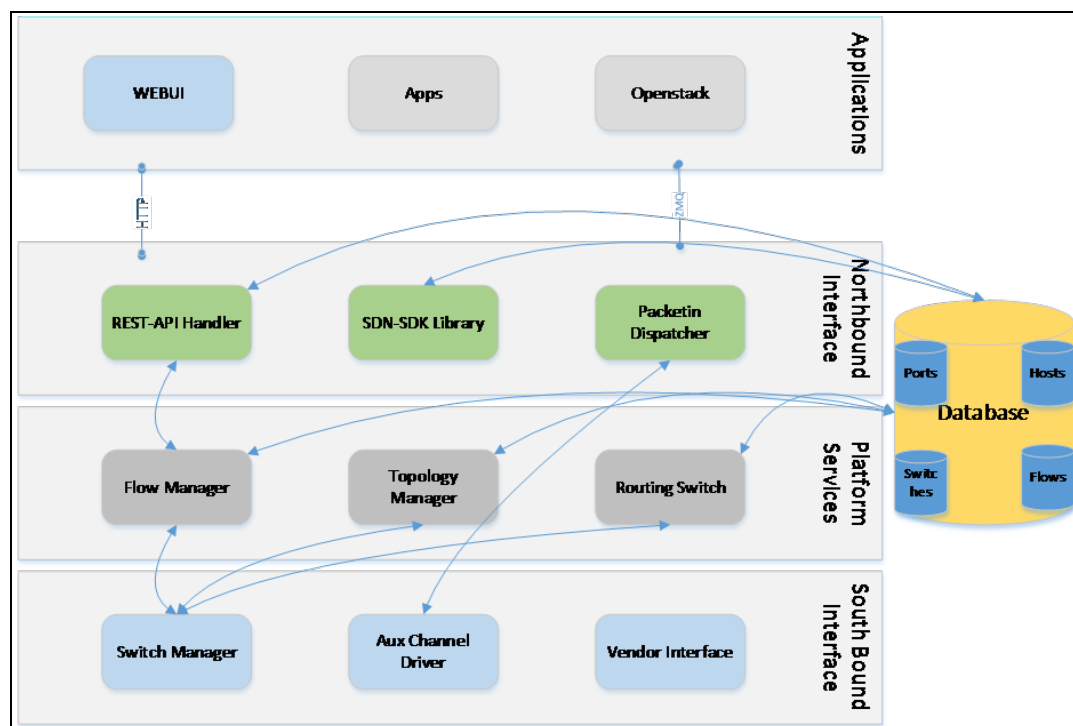 WEBUI
Apps
Openstack
Applications
HTTP
ZMQ
REST-API Handler
SDN-SDK Library
Packetin
Dispatcher
Northbound
Interface
Ports
Hosts
Database
Switc
hes
Flows
Flow Manager
Topology
Manager
Routing Switch
Platform
Services
Switch Manager
Aux Channel
Driver
Vendor Interface
South Bound
Interface